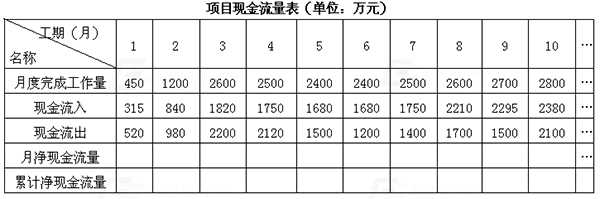 项目现金流量表（单位：万元）
工期（月）
名称
1 2 3 4 5 6 7 8 9 10 …
月度完成工作量 450 1200 2600 2500 2400 2400 2500 2600 2700 2800 …
现金流入 315 840 1820 1750 1680 1680 1750 2210 2295 2380 …
现金流出 520 980 2200 2120 1500 1200 1400 1700 1500 2100 …
月净现金流量 …
累计净现金流量